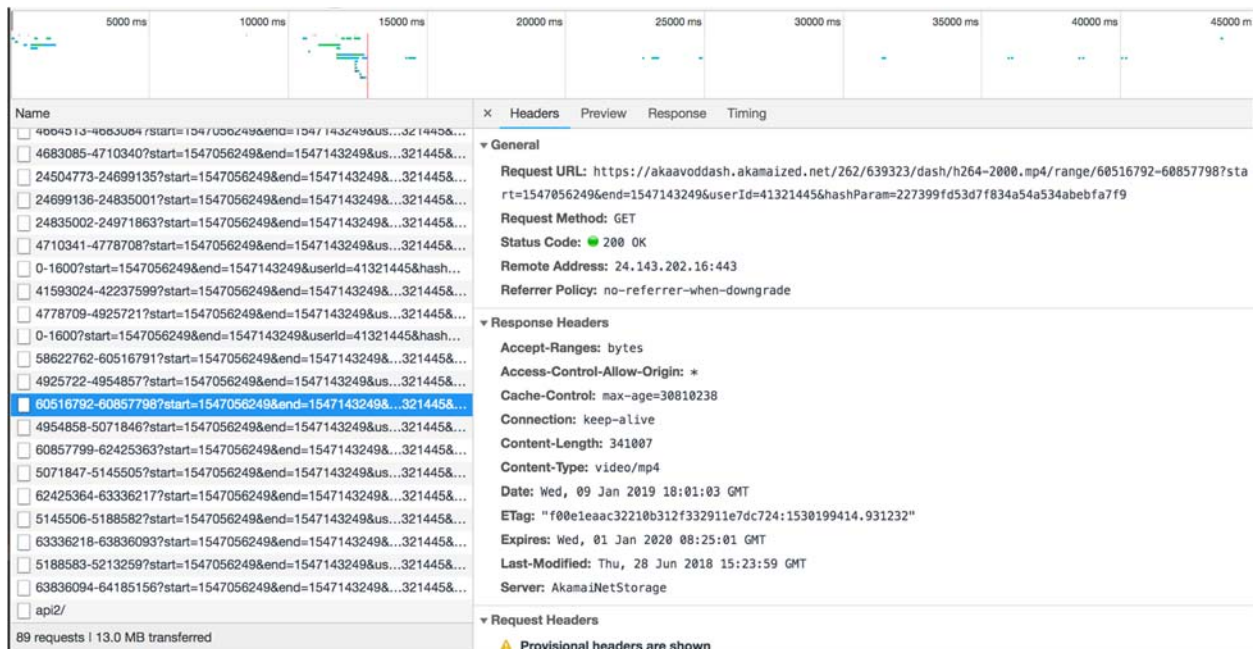 5000 ms 10000 ms 15000 ms 20000 ms 25000 ms 30000 ms 35000 ms 40000 ms 45000 m
Name
× Headers Preview Response Timing
4664513-4683084?start=1547056249&end=1547143249&us…321445&…
4683085-4710340?start=1547056249&end=1547143249&us…321445&…
24504773-24699135?start=1547056249&end=1547143249&…321445&…
24699136-24835001?start=1547056249&end=1547143249&…321445&…
24835002-24971863?start=1547056249&end=1547143249&…321445&…
4710341-4778708?start=1547056249&end=1547143249&us…321445&…
0-1600?start=1547056249&end=1547143249&userId=41321445&hash…
41593024-42237599?start=1547056249&end=1547143249&…321445&…
4778709-4925721?start=1547056249&end=1547143249&us…321445&…
0-1600?start=1547056249&end=1547143249&userId=41321445&hash…
58622762-60516791?start=1547056249&end=1547143249&…321445&…
4925722-4954857?start=1547056249&end=1547143249&us…321445&…
60516792-60857798?start=1547056249&end=1547143249&…321445&…
4954858-5071846?start=1547056249&end=1547143249&us…321445&…
60857799-62425363?start=1547056249&end=1547143249&…321445&…
5071847-5145505?start=1547056249&end=1547143249&us…321445&…
62425364-63336217?start=1547056249&end=1547143249&…321445&…
5145506-5188582?start=1547056249&end=1547143249&us…321445&…
63336218-63836093?start=1547056249&end=1547143249&…321445&…
5188583-5213259?start=1547056249&end=1547143249&us…321445&…
63836094-64185156?start=1547056249&end=1547143249&…321445&…
api2/
89 requests | 13.0 MB transferred
▼ General
Request URL: https://akaavoddash.akamaized.net/262/639323/dash/h264-2000.mp4/range/60516792-60857798?sta
rt=1547056249&end=1547143249&userId=41321445&hashParam=227399fd53d7f834a54a534abebfa7f9
Request Method: GET
Status Code: 200 OK
Remote Address: 24.143.202.16:443
Referrer Policy: no-referrer-when-downgrade
▼ Response Headers
Accept-Ranges: bytes
Access-Control-Allow-Origin: *
Cache-Control: max-age=30810238
Connection: keep-alive
Content-Length: 341007
Content-Type: video/mp4
Date: Wed, 09 Jan 2019 18:01:03 GMT
ETag: "f00e1eaac32210b312f332911e7dc724:1530199414.931232"
Expires: Wed, 01 Jan 2020 08:25:01 GMT
Last-Modified: Thu, 28 Jun 2018 15:23:59 GMT
Server: AkamaiNetStorage
▼ Request Headers
Provisional headers are shown